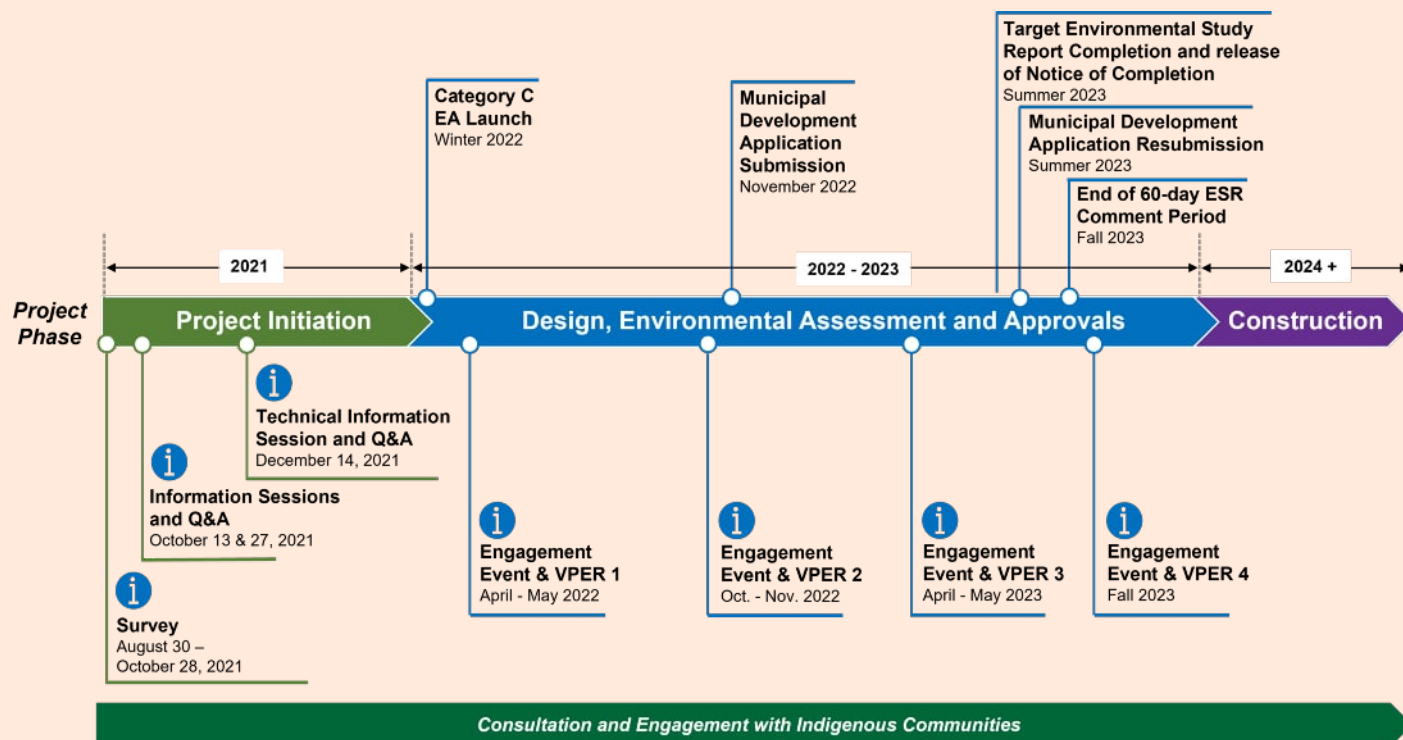 Target Environmental Study
Report Completion and release
of Notice of Completion
Summer 2023
Category C
EA Launch
Winter 2022
Municipal
Development
Application
Submission
November 2022
Municipal Development
Application Resubmission
Summer 2023
End of 60-day ESR
Comment Period
Fall 2023
2021
2022 - 2023
2024 +
Project
Phase
Project Initiation
Design, Environmental Assessment and Approvals
Construction
i
Technical Information
Session and Q&A
December 14, 2021
i
Information Sessions
and Q&A
October 13 & 27, 2021
i
Survey
August 30 –
October 28, 2021
i
Engagement
Event & VPER 1
April - May 2022
i
Engagement
Event & VPER 2
Oct. - Nov. 2022
i
Engagement
Event & VPER 3
April - May 2023
i
Engagement
Event & VPER 4
Fall 2023
Consultation and Engagement with Indigenous Communities